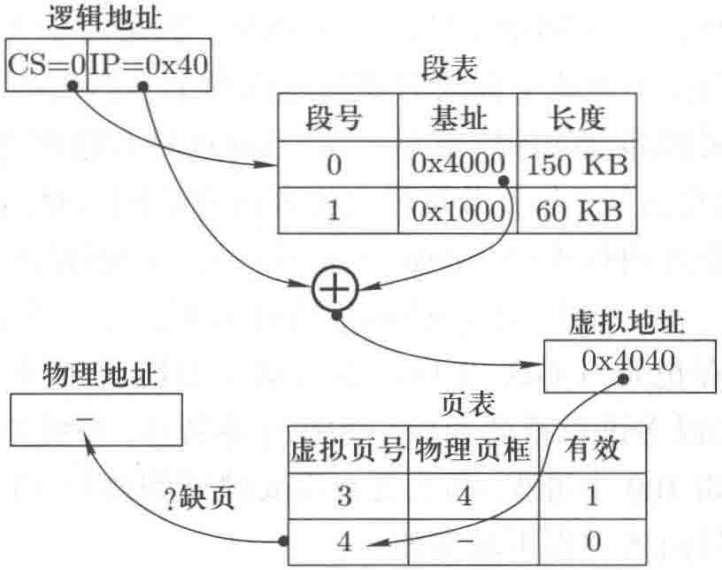 逻辑地址
CS=0 IP=0x40
段表
段号 基址 长度
0 0x4000 150 KB
1 0x1000 60 KB
虚拟地址
0x4040
物理地址
–
页表
虚拟页号 物理页框 有效
3 4 1
4 – 0
?缺页